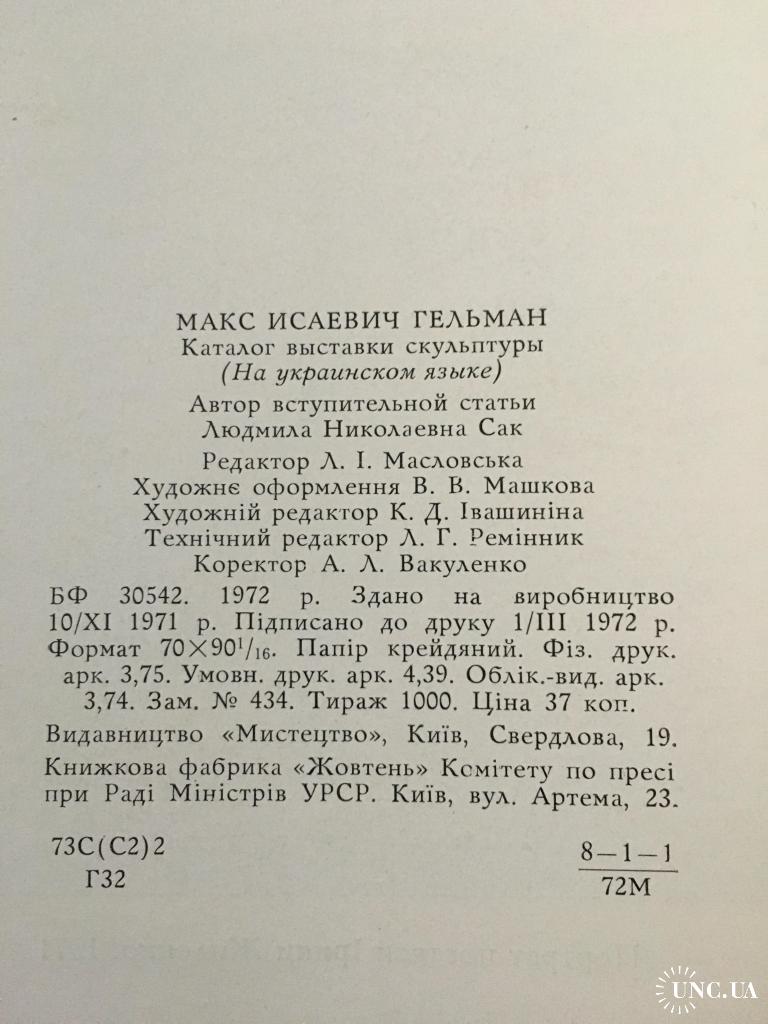 МАКС ИСАЕВИЧ ГЕЛЬМАН
Каталог выставки скульптуры
(На украинском языке)
Автор вступительной статьи
Людмила Николаевна Сак
Редактор Л. І. Масловська
Художнє оформлення В. В. Машкова
Художній редактор К. Д. Івашиніна
Технічний редактор Л. Г. Ремінник
Коректор А. Л. Вакуленко
БФ 30542. 1972 р. Здано на виробництво
10/XI 1971 р. Підписано до друку 1/III 1972 р.
Формат 70×90¹/₁₆. Папір крейдяний. Фіз. друк.
арк. 3,75. Умовн. друк. арк. 4,39. Облік.-вид. арк.
3,74. Зам. № 434. Тираж 1000. Ціна 37 коп.
Видавництво «Мистецтво», Київ, Свердлова, 19.
Книжкова фабрика «Жовтень» Комітету по пресі
при Раді Міністрів УРСР. Київ, вул. Артема, 23.
73С(С2)2
Г32
8—1—1
72М
UNC.UA